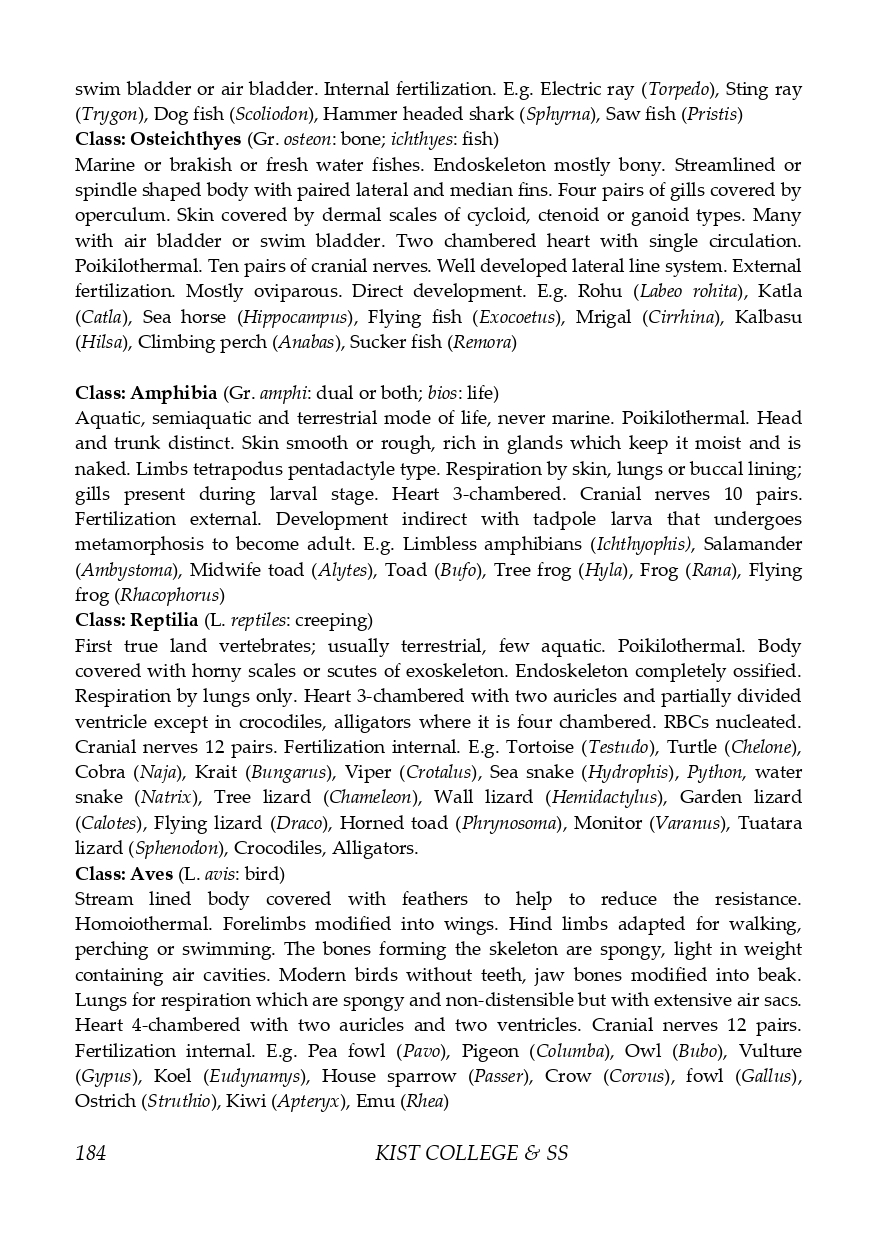 swim bladder or air bladder. Internal fertilization. E.g. Electric ray (Torpedo), Sting ray
(Trygon), Dog fish (Scoliodon), Hammer headed shark (Sphyrna), Saw fish (Pristis)
Class: Osteichthyes (Gr. osteon: bone; ichthyes: fish)
Marine or brakish or fresh water fishes. Endoskeleton mostly bony. Streamlined or
spindle shaped body with paired lateral and median fins. Four pairs of gills covered by
operculum. Skin covered by dermal scales of cycloid, ctenoid or ganoid types. Many
with air bladder or swim bladder. Two chambered heart with single circulation.
Poikilothermal. Ten pairs of cranial nerves. Well developed lateral line system. External
fertilization. Mostly oviparous. Direct development. E.g. Rohu (Labeo rohita), Katla
(Catla), Sea horse (Hippocampus), Flying fish (Exocoetus), Mrigal (Cirrhina), Kalbasu
(Hilsa), Climbing perch (Anabas), Sucker fish (Remora)
Class: Amphibia (Gr. amphi: dual or both; bios: life)
Aquatic, semiaquatic and terrestrial mode of life, never marine. Poikilothermal. Head
and trunk distinct. Skin smooth or rough, rich in glands which keep it moist and is
naked. Limbs tetrapodus pentadactyle type. Respiration by skin, lungs or buccal lining;
gills present during larval stage. Heart 3-chambered. Cranial nerves 10 pairs.
Fertilization external. Development indirect with tadpole larva that undergoes
metamorphosis to become adult. E.g. Limbless amphibians (Ichthyophis), Salamander
(Ambystoma), Midwife toad (Alytes), Toad (Bufo), Tree frog (Hyla), Frog (Rana), Flying
frog (Rhacophorus)
Class: Reptilia (L. reptiles: creeping)
First true land vertebrates; usually terrestrial, few aquatic. Poikilothermal. Body
covered with horny scales or scutes of exoskeleton. Endoskeleton completely ossified.
Respiration by lungs only. Heart 3-chambered with two auricles and partially divided
ventricle except in crocodiles, alligators where it is four chambered. RBCs nucleated.
Cranial nerves 12 pairs. Fertilization internal. E.g. Tortoise (Testudo), Turtle (Chelone),
Cobra (Naja), Krait (Bungarus), Viper (Crotalus), Sea snake (Hydrophis), Python, water
snake (Natrix), Tree lizard (Chameleon), Wall lizard (Hemidactylus), Garden lizard
(Calotes), Flying lizard (Draco), Horned toad (Phrynosoma), Monitor (Varanus), Tuatara
lizard (Sphenodon), Crocodiles, Alligators.
Class: Aves (L. avis: bird)
Stream lined body covered with feathers to help to reduce the resistance.
Homoiothermal. Forelimbs modified into wings. Hind limbs adapted for walking,
perching or swimming. The bones forming the skeleton are spongy, light in weight
containing air cavities. Modern birds without teeth, jaw bones modified into beak.
Lungs for respiration which are spongy and non-distensible but with extensive air sacs.
Heart 4-chambered with two auricles and two ventricles. Cranial nerves 12 pairs.
Fertilization internal. E.g. Pea fowl (Pavo), Pigeon (Columba), Owl (Bubo), Vulture
(Gypus), Koel (Eudynamys), House sparrow (Passer), Crow (Corvus), fowl (Gallus),
Ostrich (Struthio), Kiwi (Apteryx), Emu (Rhea)
184 KIST COLLEGE & SS